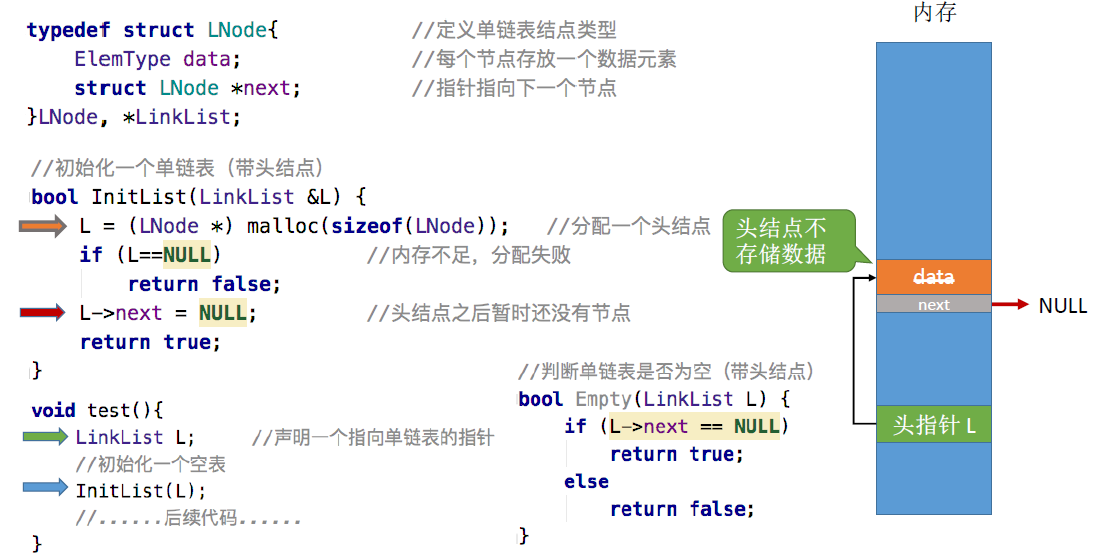 typedef struct LNode{ //定义单链表结点类型
ElemType data; //每个节点存放一个数据元素
struct LNode *next; //指针指向下一个节点
}LNode, *LinkList;
//初始化一个单链表（带头结点）
bool InitList(LinkList &L) {
L = (LNode *) malloc(sizeof(LNode)); //分配一个头结点
if (L==NULL) //内存不足，分配失败
return false;
L->next = NULL; //头结点之后暂时还没有节点
return true;
}
void test(){
LinkList L; //声明一个指向单链表的指针
//初始化一个空表
InitList(L);
//......后续代码......
}
//判断单链表是否为空（带头结点）
bool Empty(LinkList L) {
if (L->next == NULL)
return true;
else
return false;
}
内存
头结点不
存储数据
data
next
NULL
头指针 L